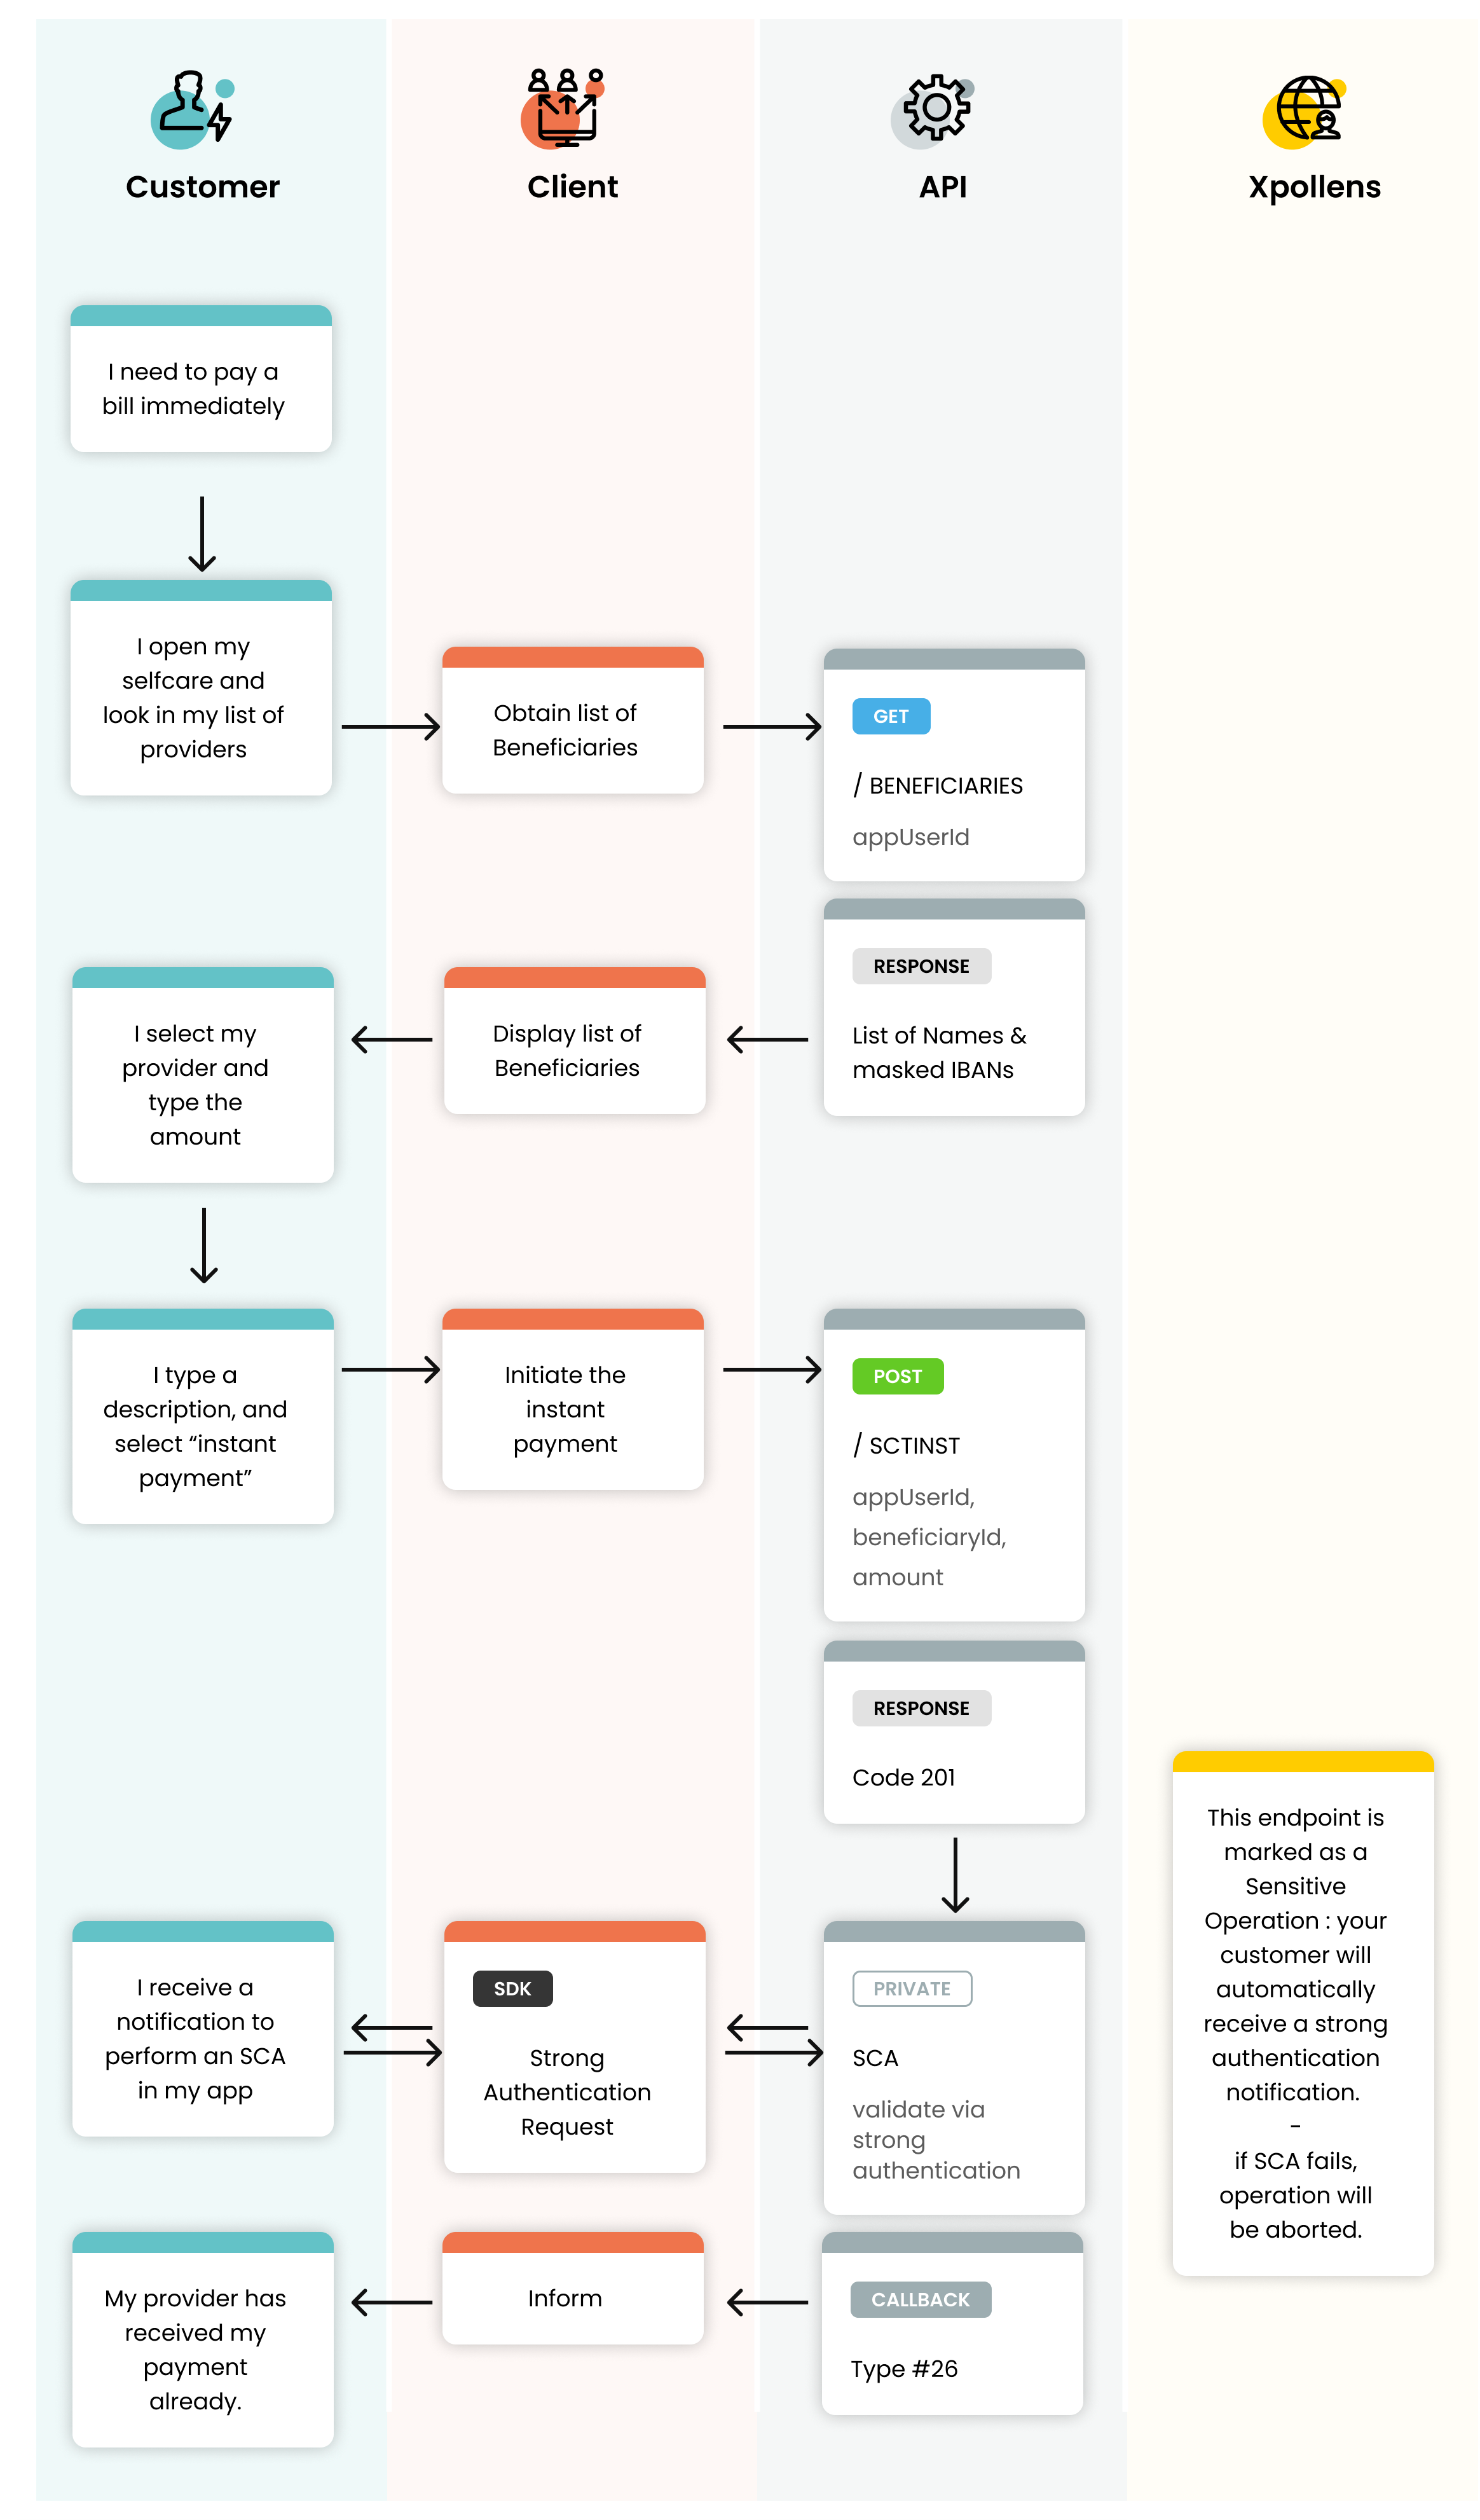 Customer
Client
API
Xpollens
I need to pay a
bill immediately
I open my
selfcare and
look in my list of
providers
Obtain list of
Beneficiaries
GET
/ BENEFICIARIES
appUserId
RESPONSE
List of Names &
masked IBANs
Display list of
Beneficiaries
I select my
provider and
type the
amount
I type a
description, and
select “instant
payment”
Initiate the
instant
payment
POST
/ SCTINST
appUserId,
beneficiaryId,
amount
RESPONSE
Code 201
This endpoint is
marked as a
Sensitive
Operation : your
customer will
automatically
receive a strong
authentication
notification.
-
if SCA fails,
operation will
be aborted.
I receive a
notification to
perform an SCA
in my app
SDK
Strong
Authentication
Request
PRIVATE
SCA
validate via
strong
authentication
My provider has
received my
payment
already.
Inform
CALLBACK
Type #26